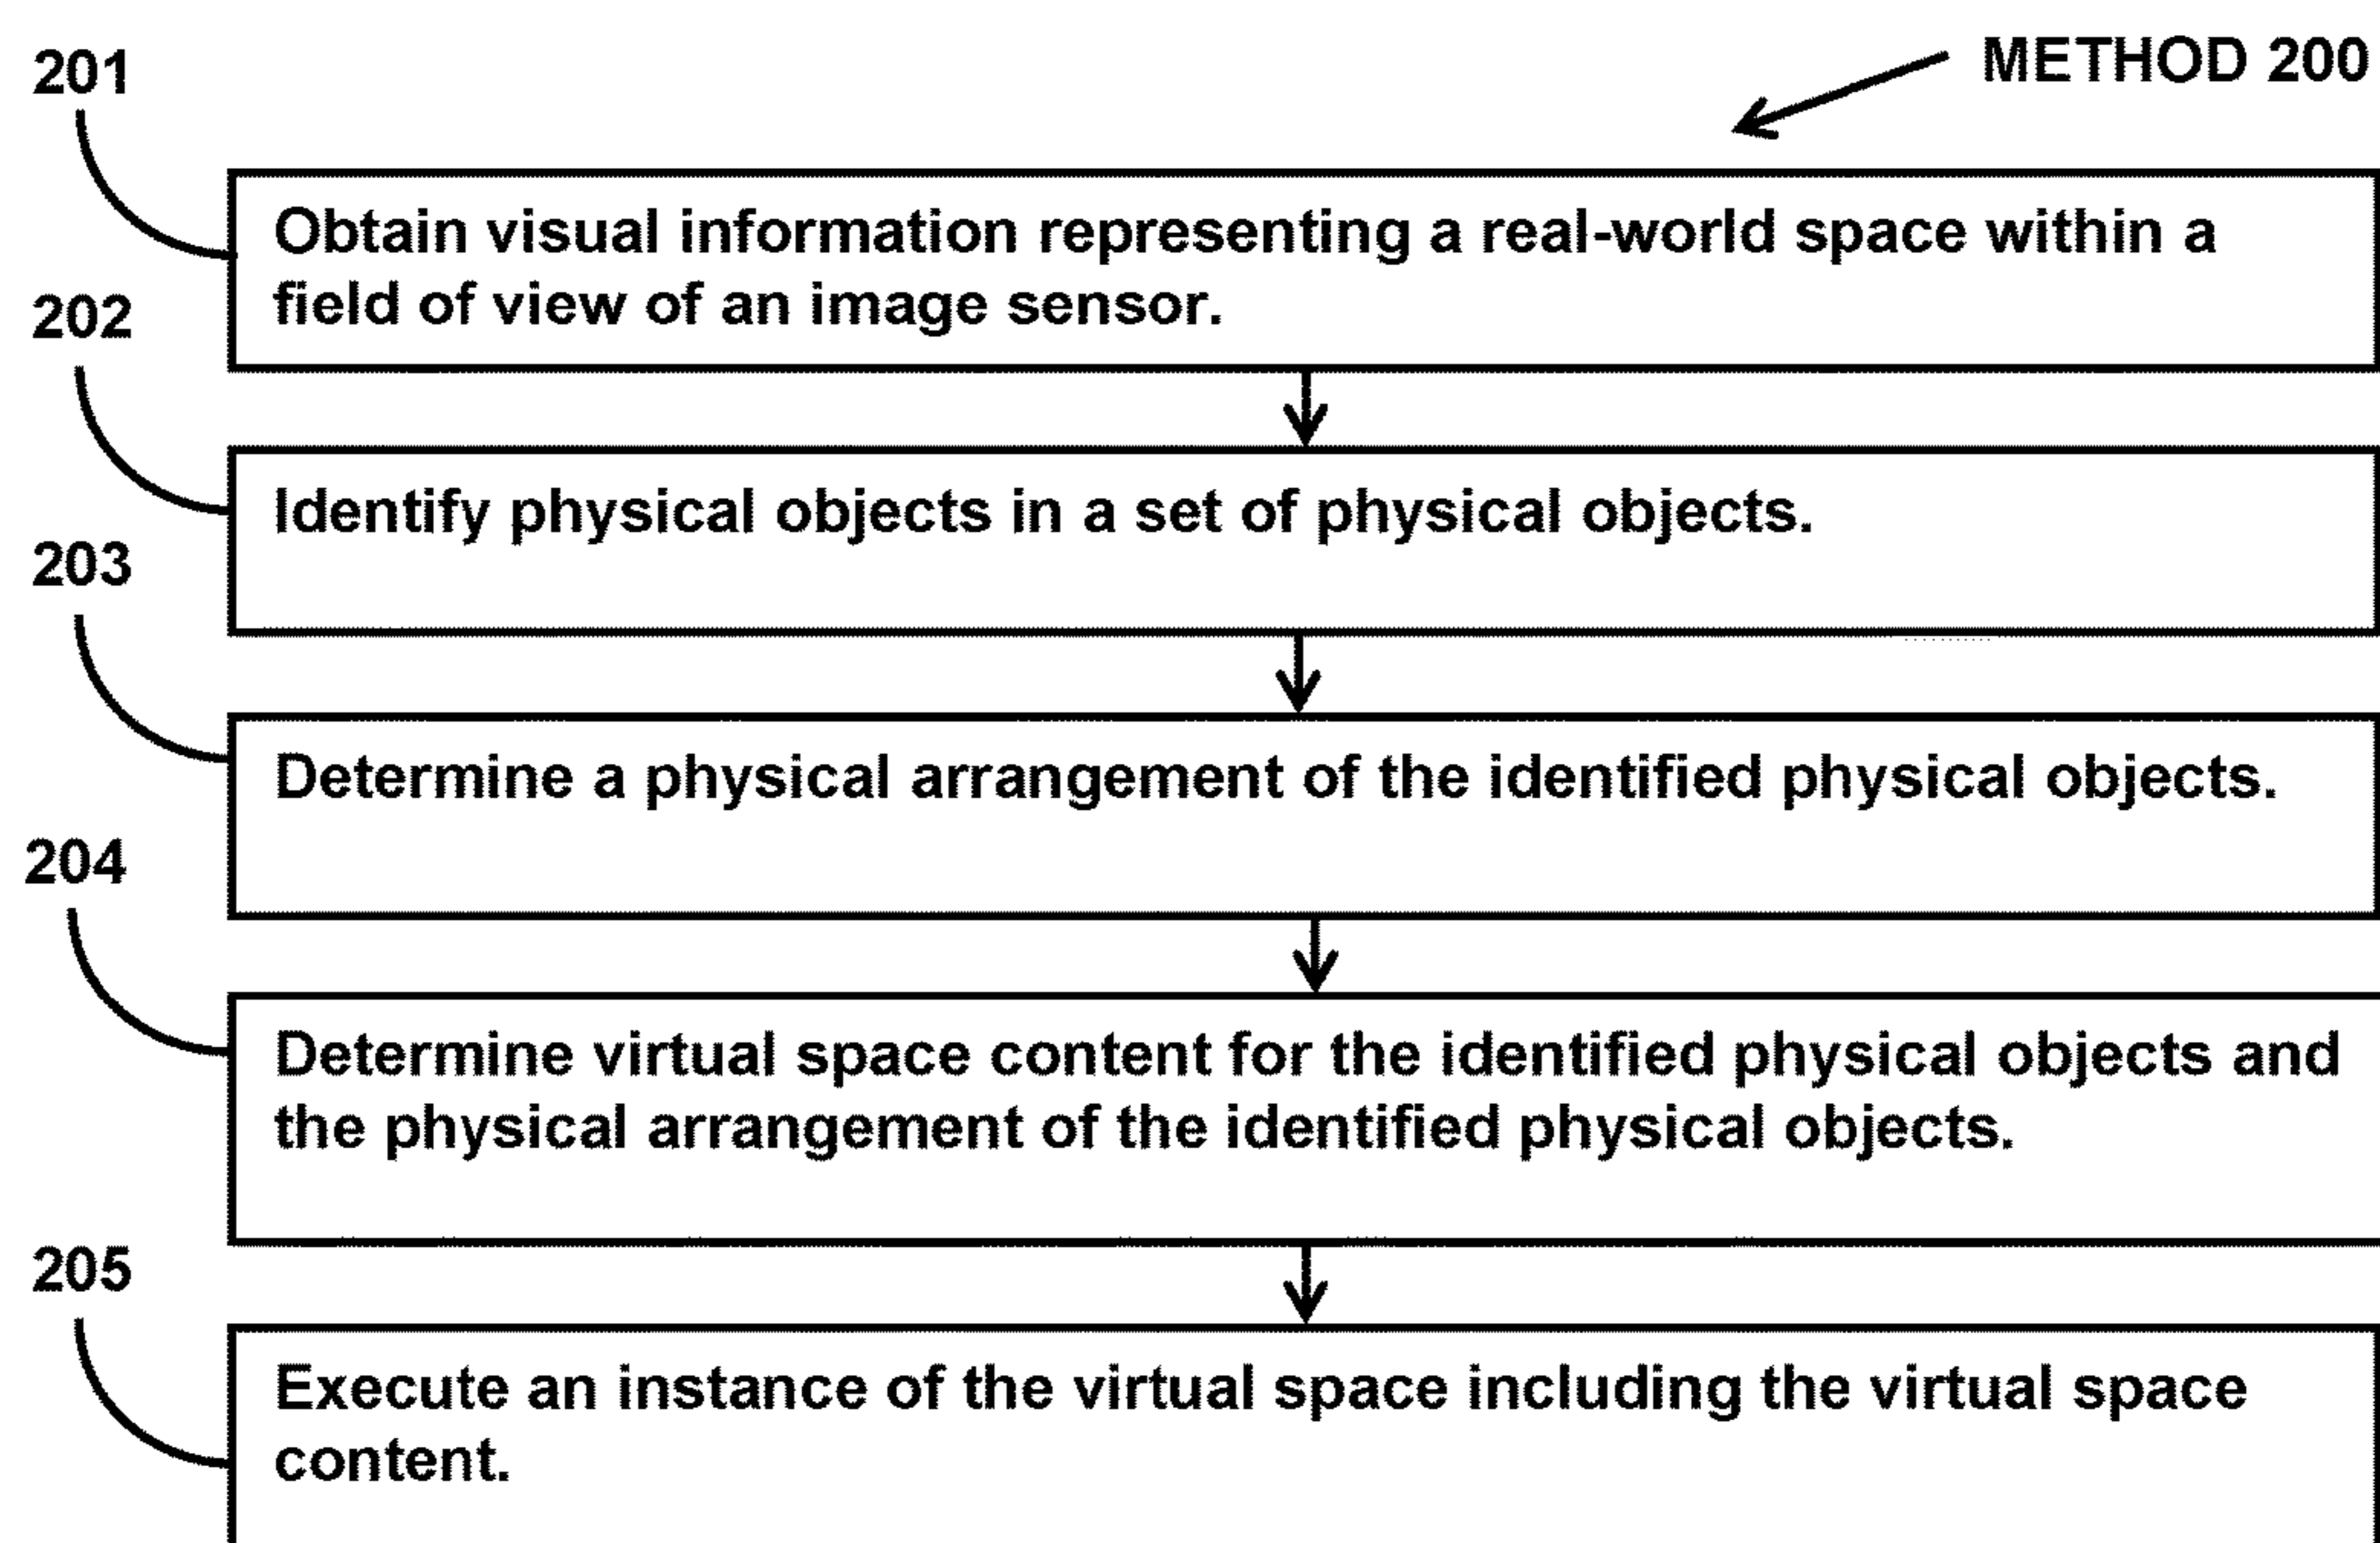 METHOD 200
201
Obtain visual information representing a real-world space within a
field of view of an image sensor.
202
Identify physical objects in a set of physical objects.
203
Determine a physical arrangement of the identified physical objects.
204
Determine virtual space content for the identified physical objects and
the physical arrangement of the identified physical objects.
205
Execute an instance of the virtual space including the virtual space
content.